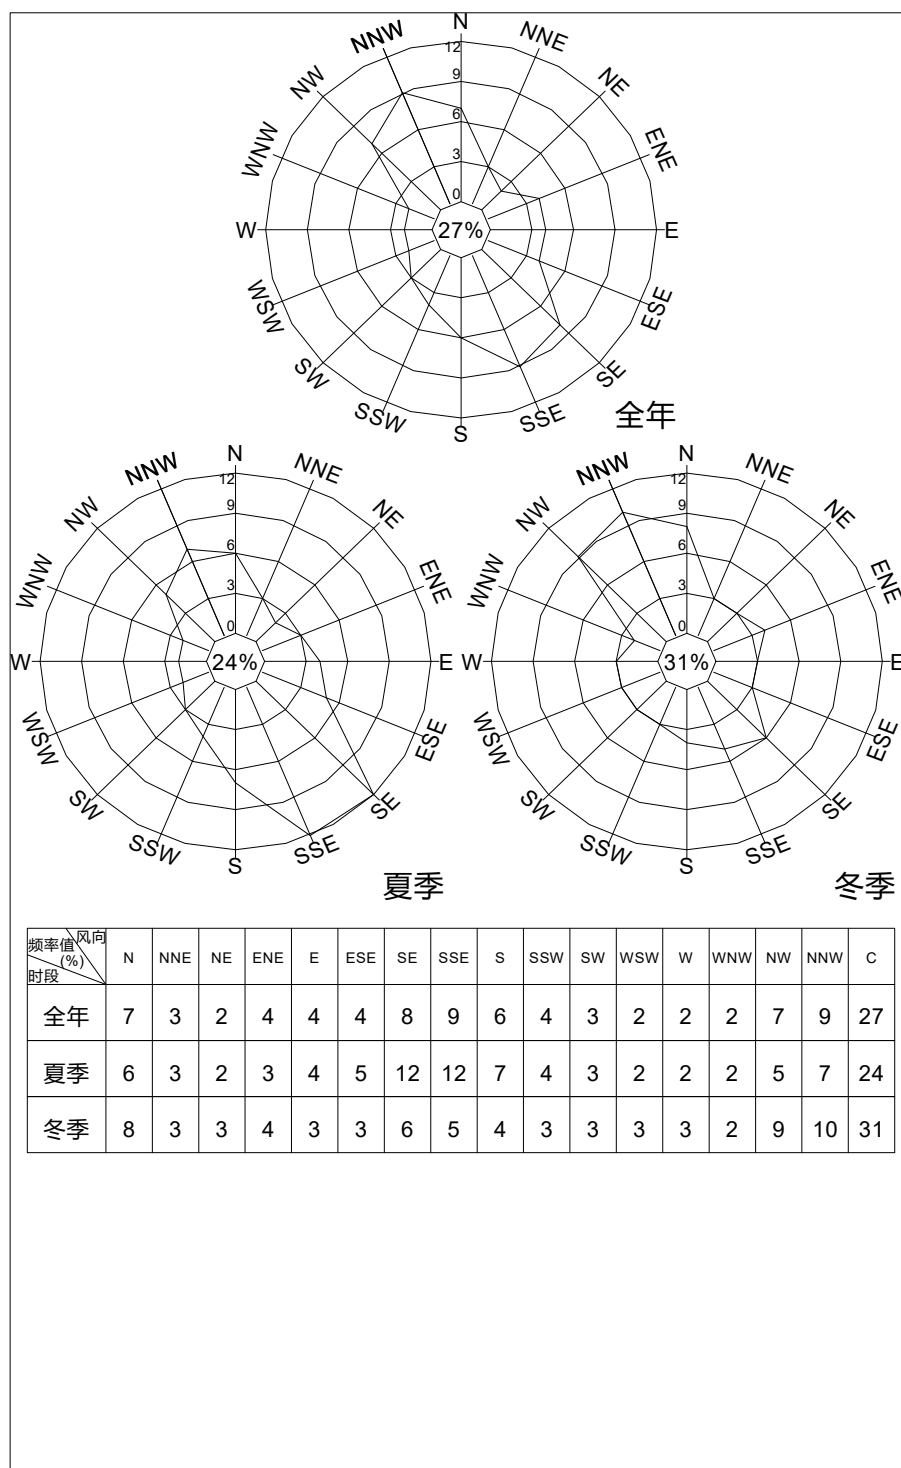 N
NNE
NE
ENE
E
ESE
SE
SSE
S
SSW
SW
WSW
W
WNW
NW
NNW
12
9
6
3
0
27%
全年
N
NNE
NE
ENE
E
ESE
SE
SSE
S
SSW
SW
WSW
W
WNW
NW
NNW
12
9
6
3
0
24%
夏季
N
NNE
NE
ENE
E
ESE
SE
SSE
S
SSW
SW
WSW
W
WNW
NW
NNW
12
9
6
3
0
31%
冬季
风向 频率值(%) 时段 N NNE NE ENE E ESE SE SSE S SSW SW WSW W WNW NW NNW C
全年 7 3 2 4 4 4 8 9 6 4 3 2 2 2 7 9 27
夏季 6 3 2 3 4 5 12 12 7 4 3 2 2 2 5 7 24
冬季 8 3 3 4 3 3 6 5 4 3 3 3 3 2 9 10 31